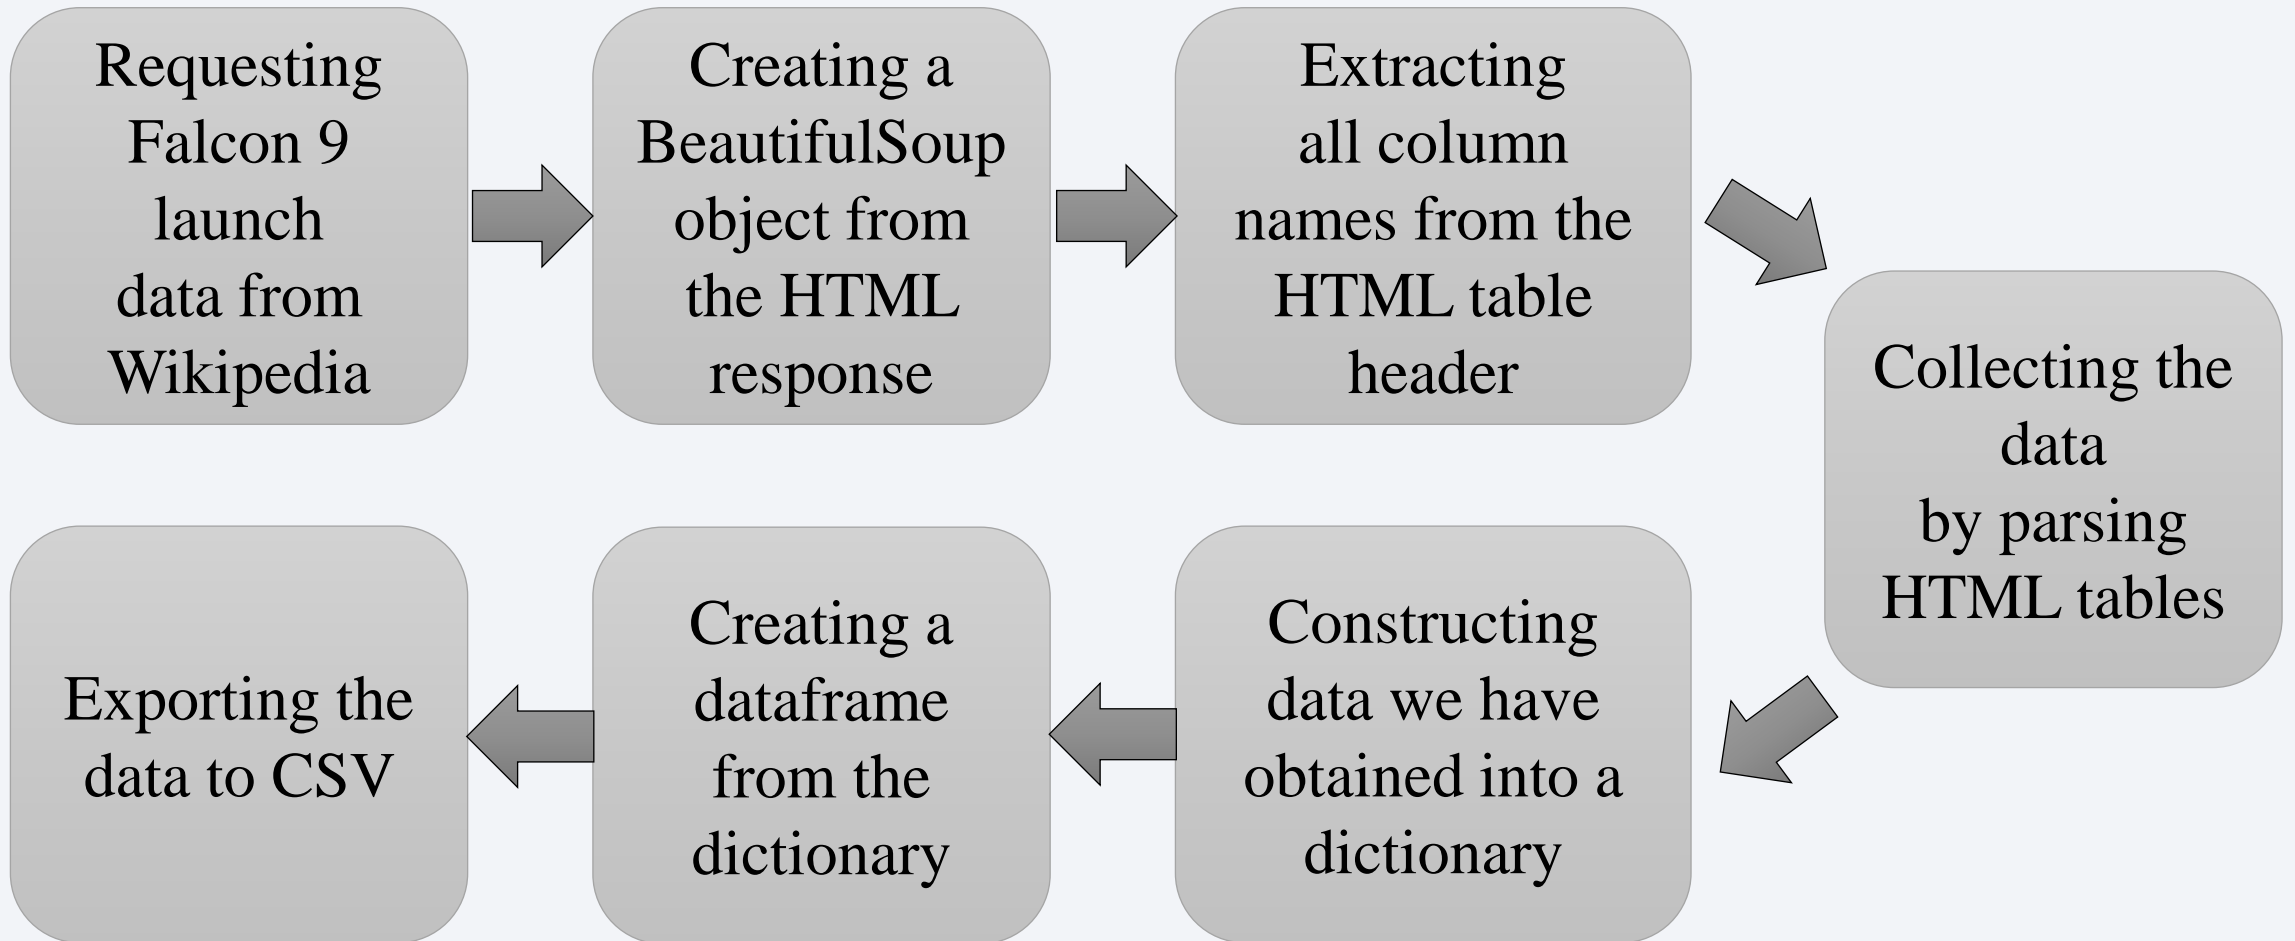 Requesting
Falcon 9
launch
data from
Wikipedia
Creating a
BeautifulSoup
object from
the HTML
response
Extracting
all column
names from the
HTML table
header
Collecting the
data
by parsing
HTML tables
Constructing
data we have
obtained into a
dictionary
Creating a
dataframe
from the
dictionary
Exporting the
data to CSV